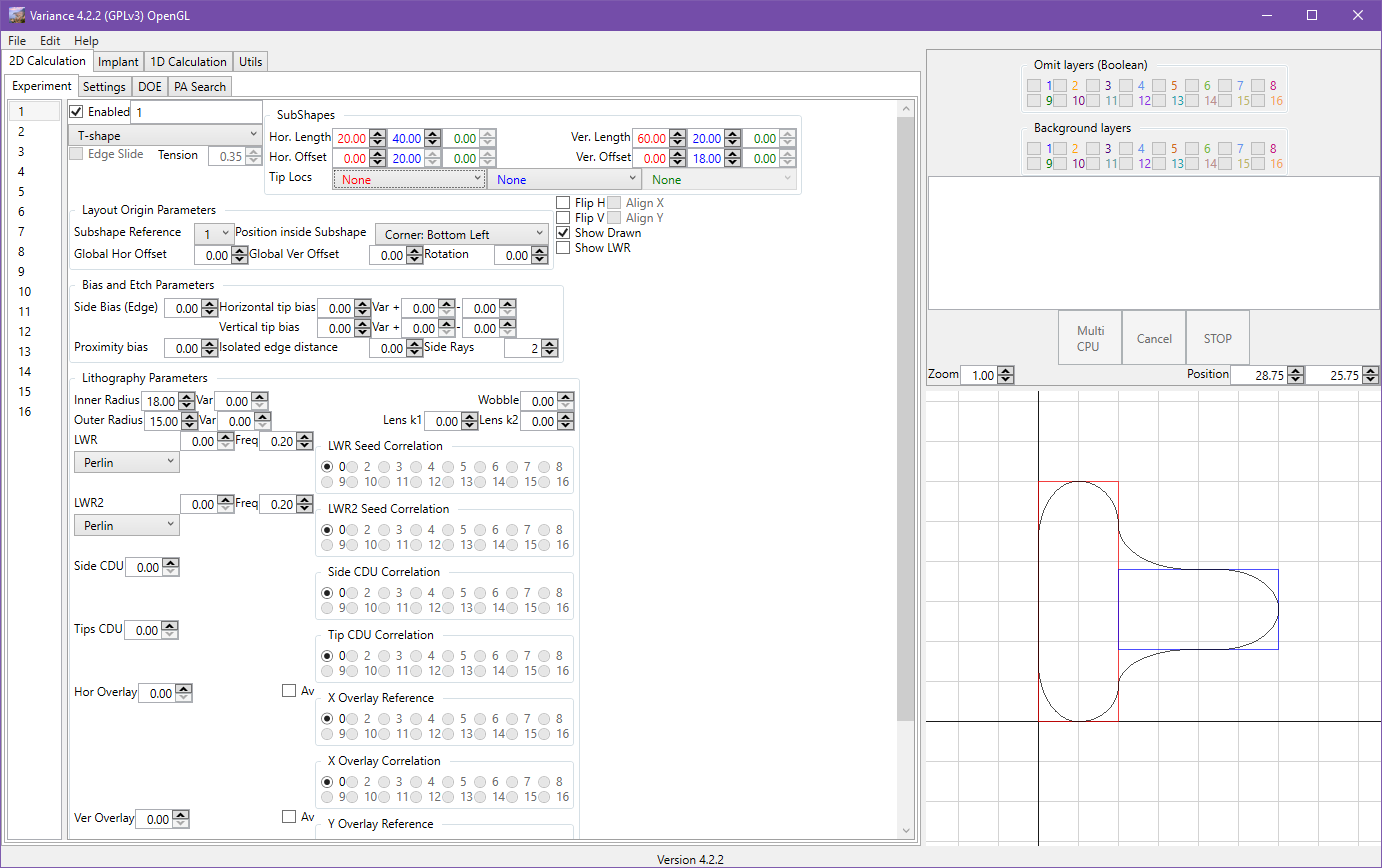 Variance 4.2.2 (GPLv3) OpenGL
File Edit Help
2D Calculation Implant 1D Calculation Utils
Experiment Settings DOE PA Search
1
2
3
4
5
6
7
8
9
10
11
12
13
14
15
16
Enabled 1
T-shape
Edge Slide Tension 0.35
SubShapes
Hor. Length 20.00 40.00 0.00 Ver. Length 60.00 20.00 0.00
Hor. Offset 0.00 20.00 0.00 Ver. Offset 0.00 18.00 0.00
Tip Locs None None None
Flip H Align X
Flip V Align Y
Show Drawn
Show LWR
Layout Origin Parameters
Subshape Reference 1 Position inside Subshape Corner: Bottom Left
Global Hor Offset 0.00 Global Ver Offset 0.00 Rotation 0.00
Bias and Etch Parameters
Side Bias (Edge) 0.00 Horizontal tip bias 0.00 Var + 0.00 - 0.00
Vertical tip bias 0.00 Var + 0.00 - 0.00
Proximity bias 0.00 Isolated edge distance 0.00 Side Rays 2
Lithography Parameters
Inner Radius 18.00 Var 0.00 Wobble 0.00
Outer Radius 15.00 Var 0.00 Lens k1 0.00 Lens k2 0.00
LWR 0.00 Freq 0.20
Perlin
LWR Seed Correlation
0 2 3 4 5 6 7 8
9 10 11 12 13 14 15 16
LWR2 0.00 Freq 0.20
Perlin
LWR2 Seed Correlation
0 2 3 4 5 6 7 8
9 10 11 12 13 14 15 16
Side CDU 0.00
Side CDU Correlation
0 2 3 4 5 6 7 8
9 10 11 12 13 14 15 16
Tips CDU 0.00
Tip CDU Correlation
0 2 3 4 5 6 7 8
9 10 11 12 13 14 15 16
Hor Overlay 0.00 Av
X Overlay Reference
0 2 3 4 5 6 7 8
9 10 11 12 13 14 15 16
X Overlay Correlation
0 2 3 4 5 6 7 8
9 10 11 12 13 14 15 16
Ver Overlay 0.00 Av
Y Overlay Reference
Omit layers (Boolean)
1 2 3 4 5 6 7 8
9 10 11 12 13 14 15 16
Background layers
1 2 3 4 5 6 7 8
9 10 11 12 13 14 15 16
Multi
CPU
Cancel
STOP
Zoom 1.00 Position 28.75 25.75
Version 4.2.2